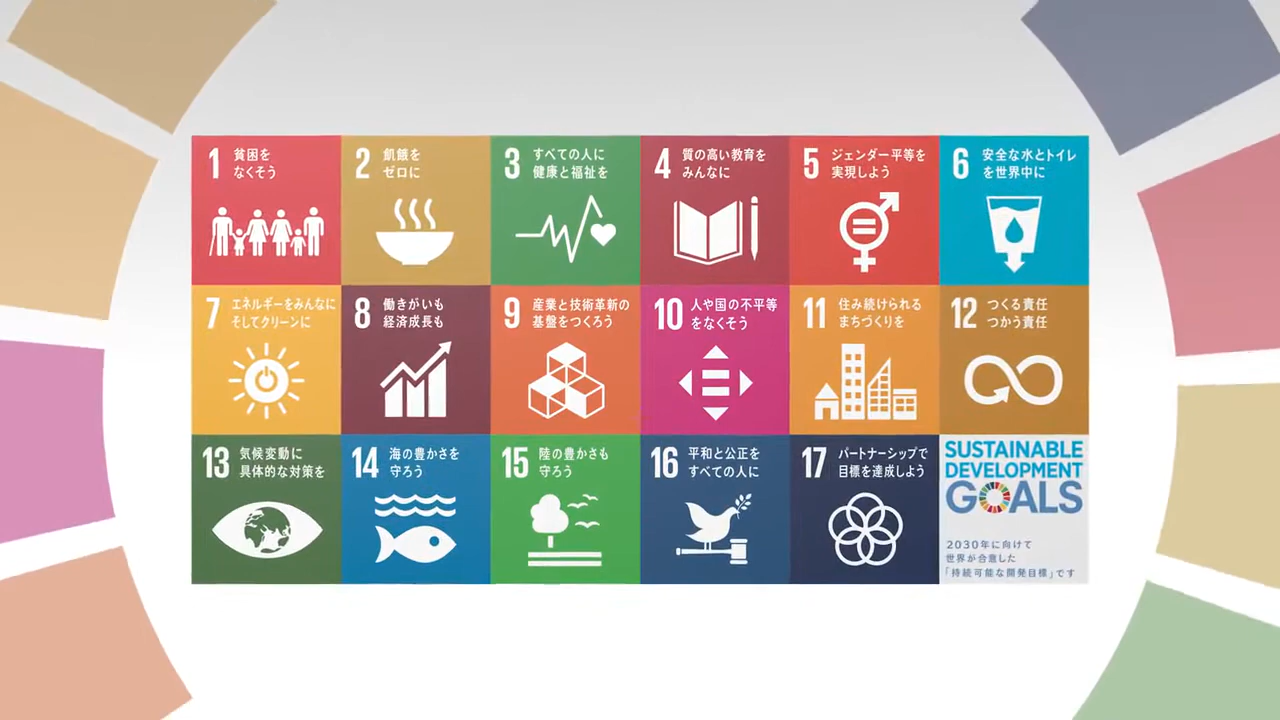 1 貧困を
なくそう
2 飢餓を
ゼロに
3 すべての人に
健康と福祉を
4 質の高い教育を
みんなに
5 ジェンダー平等を
実現しよう
6 安全な水とトイレ
を世界中に
7 エネルギーをみんなに
そしてクリーンに
8 働きがいも
経済成長も
9 産業と技術革新の
基盤をつくろう
10 人や国の不平等
をなくそう
11 住み続けられる
まちづくりを
12 つくる責任
つかう責任
13 気候変動に
具体的な対策を
14 海の豊かさを
守ろう
15 陸の豊かさも
守ろう
16 平和と公正を
すべての人に
17 パートナーシップで
目標を達成しよう
SUSTAINABLE
DEVELOPMENT
GOALS
2030年に向けて
世界が合意した
「持続可能な開発目標」です